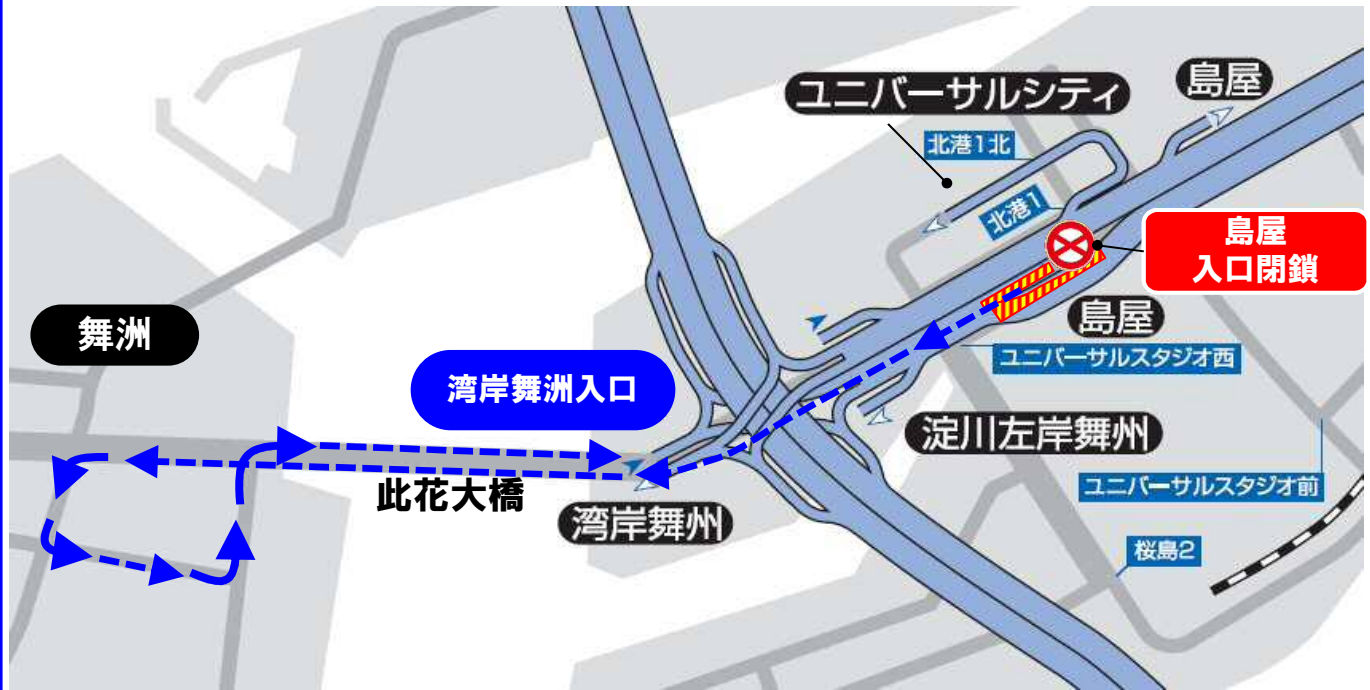 ユニバーサルシティ
島屋
北港1北
北港1
島屋
入口閉鎖
舞洲
島屋
ユニバーサルスタジオ西
湾岸舞洲入口
淀川左岸舞州
此花大橋
ユニバーサルスタジオ前
湾岸舞州
桜島2